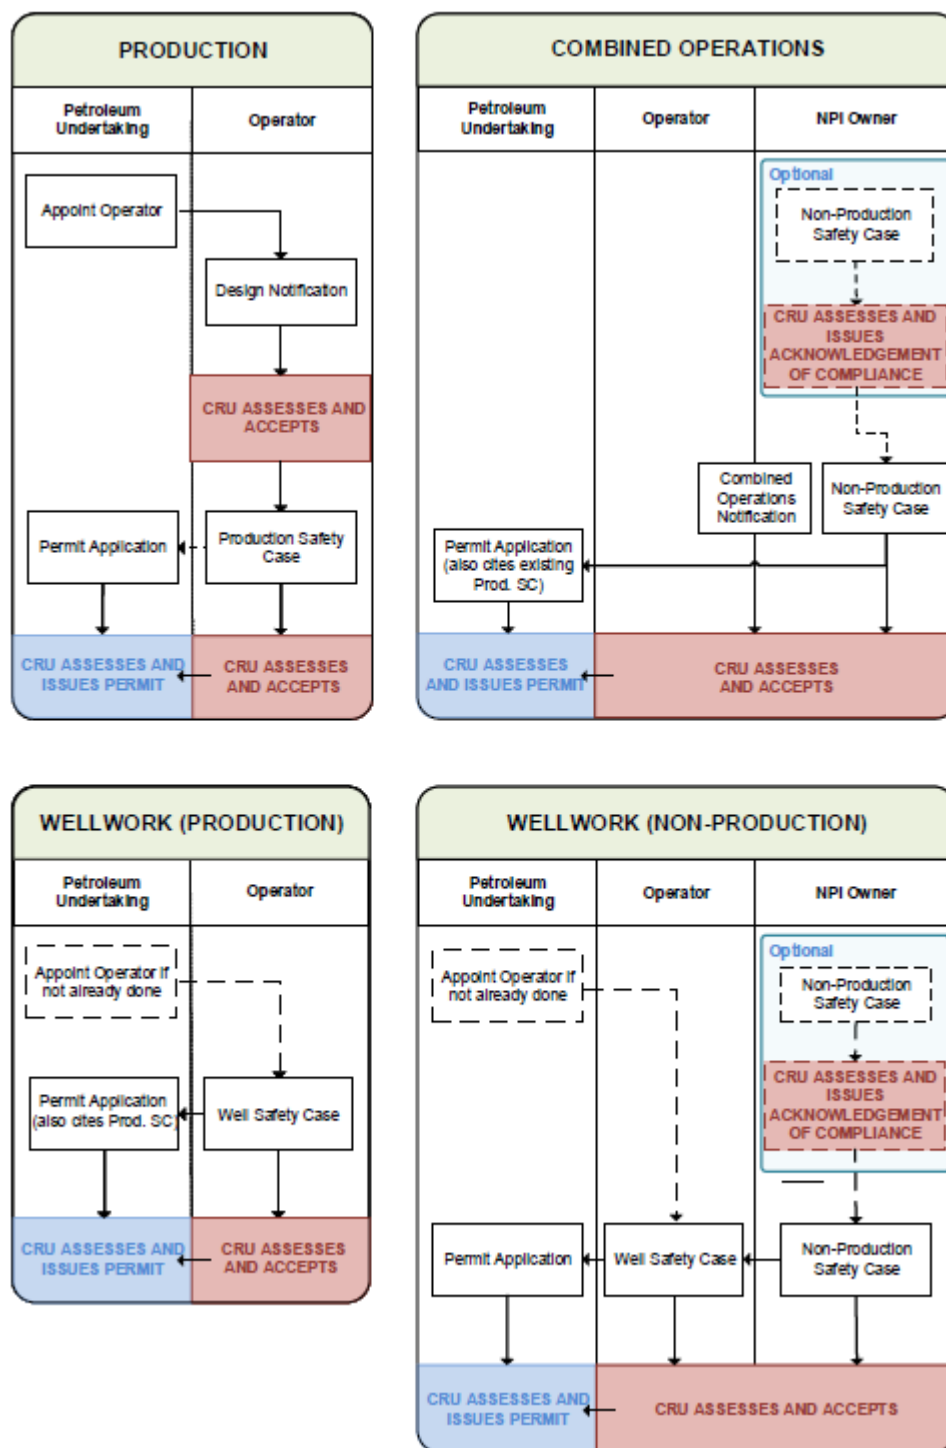 PRODUCTION
Petroleum
Undertaking
Operator
Appoint Operator
Design Notification
CRU ASSESSES AND
ACCEPTS
Permit Application
Production Safety
Case
CRU ASSESSES AND
ISSUES PERMIT
CRU ASSESSES
AND ACCEPTS
COMBINED OPERATIONS
Petroleum
Undertaking
Operator
NPI Owner
Optional
Non-Production
Safety Case
CRU ASSESSES AND
ISSUES
ACKNOWLEDGEMENT
OF COMPLIANCE
Combined
Operations
Notification
Non-Production
Safety Case
Permit Application
(also cites existing
Prod. SC)
CRU ASSESSES
AND ISSUES PERMIT
CRU ASSESSES
AND ACCEPTS
WELLWORK (PRODUCTION)
Petroleum
Undertaking
Operator
Appoint Operator if
not already done
Permit Application
(also cites Prod. SC)
Well Safety Case
CRU ASSESSES AND
ISSUES PERMIT
CRU ASSESSES
AND ACCEPTS
WELLWORK (NON-PRODUCTION)
Petroleum
Undertaking
Operator
NPI Owner
Appoint Operator if
not already done
Optional
Non-Production
Safety Case
CRU ASSESSES AND
ISSUES
ACKNOWLEDGEMENT
OF COMPLIANCE
Permit Application
Well Safety Case
Non-Production
Safety Case
CRU ASSESSES AND
ISSUES PERMIT
CRU ASSESSES AND ACCEPTS